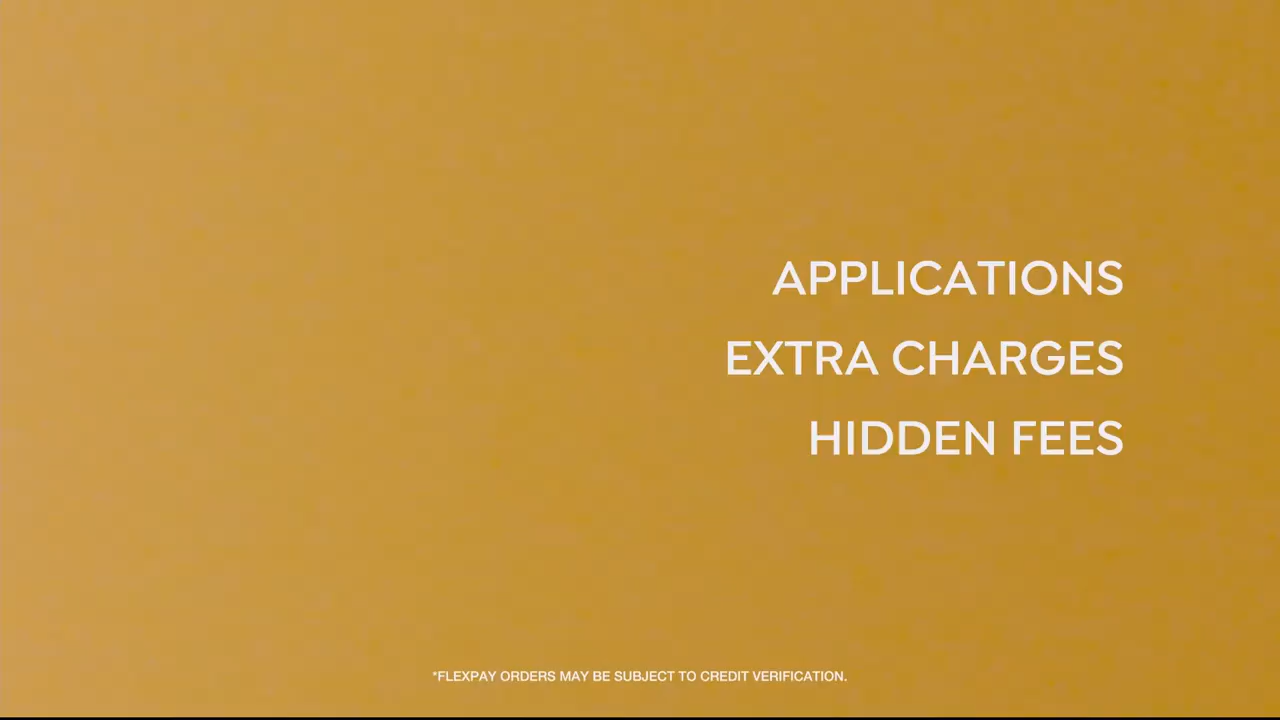 APPLICATIONS
EXTRA CHARGES
HIDDEN FEES
*FLEXPAY ORDERS MAY BE SUBJECT TO CREDIT VERIFICATION.